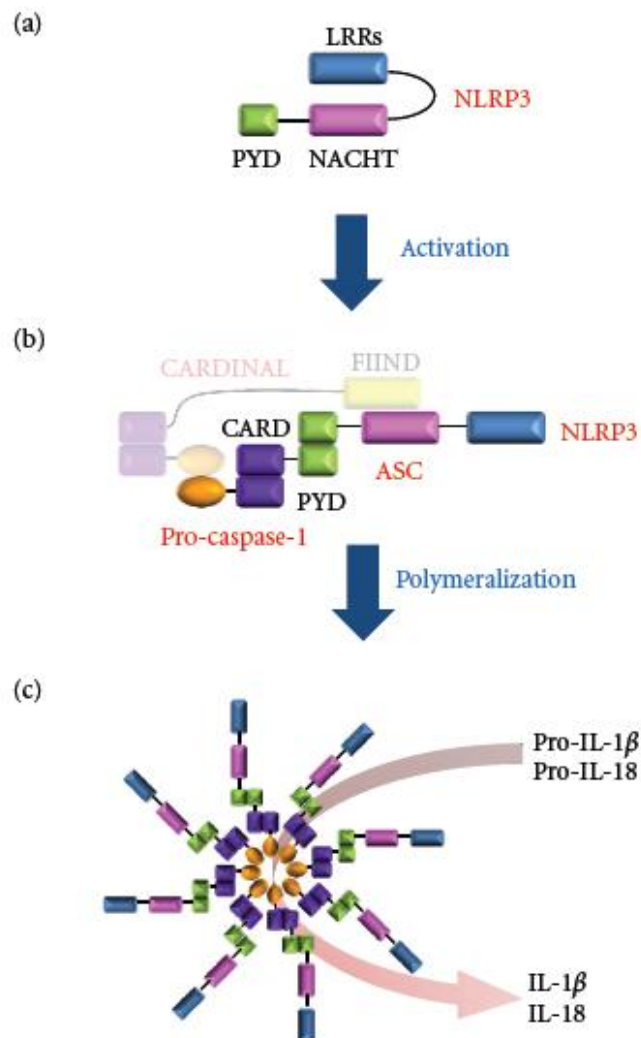 (a)
LRRs
NLRP3
PYD
NACHT
Activation
(b)
CARDINAL
FIIND
CARD
NLRP3
ASC
PYD
Pro-caspase-1
Polymeralization
(c)
Pro-IL-1β
Pro-IL-18
IL-1β
IL-18